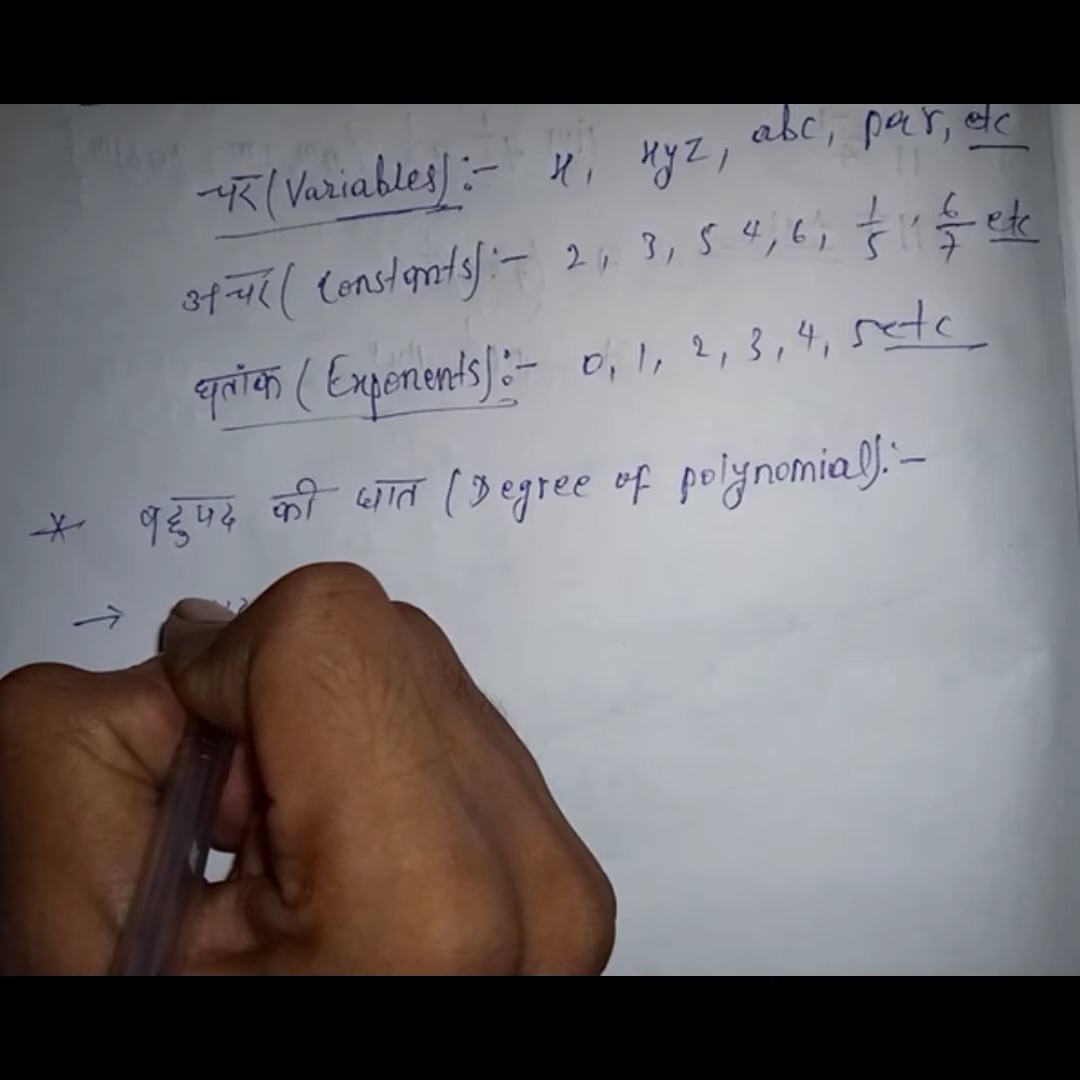 चर (Variables) :- x, xyz, abc, pqr, etc
अचर ( Constants) :- 2, 3, 5 4, 6, 1/5, 6/7 etc
घतांक ( Exponents) :- 0, 1, 2, 3, 4, 5 etc
* बहुपद की घात ( Degree of polynomial) :-
→